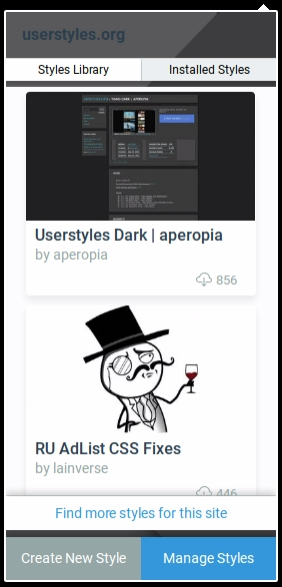 userstyles.org
Styles Library
Installed Styles
Userstyles Dark | aperopia
by aperopia
856
RU AdList CSS Fixes
by lainverse
446
Find more styles for this site
Create New Style
Manage Styles